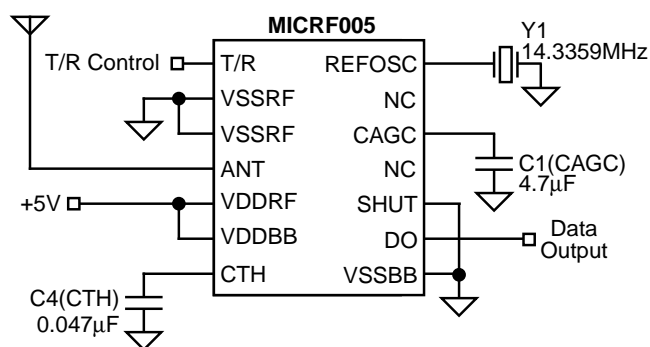 MICRF005
Y1
14.3359MHz
T/R Control
T/R
REFOSC
VSSRF
NC
VSSRF
CAGC
ANT
NC
C1(CAGC)
4.7µF
+5V
VDDRF
SHUT
VDDBB
DO
Data
Output
CTH
VSSBB
C4(CTH)
0.047µF